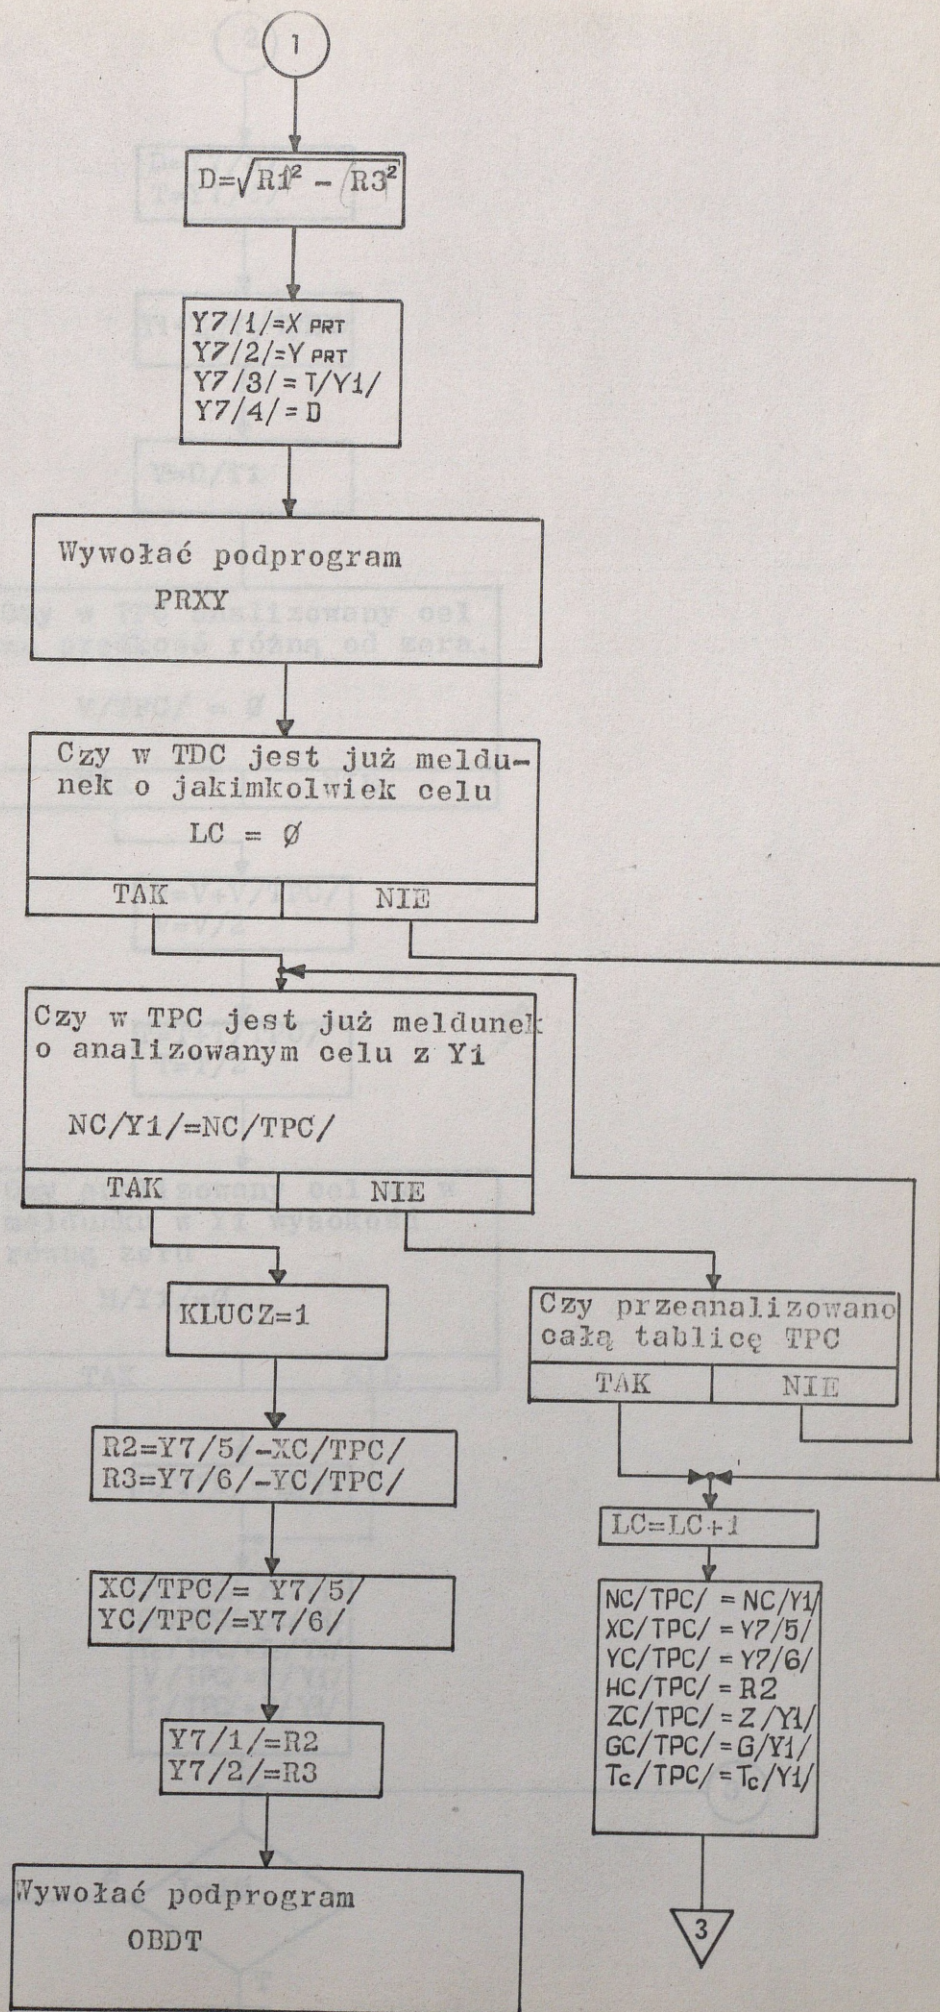 1
D=√R1² - R3²
Y7/1/=X PRT
Y7/2/=Y PRT
Y7/3/=T/Y1/
Y7/4/=D
Wywołać podprogram
PRXY
Czy w TDC jest już meldu-
nek o jakimkolwiek celu
LC = Ø
TAK NIE
Czy w TPC jest już meldunek
o analizowanym celu z Y1
NC/Y1/=NC/TPC/
TAK NIE
KLUCZ=1
Czy przeanalizowano
całą tablicę TPC
TAK NIE
R2=Y7/5/-XC/TPC/
R3=Y7/6/-YC/TPC/
XC/TPC/= Y7/5/
YC/TPC/=Y7/6/
Y7/1/=R2
Y7/2/=R3
Wywołać podprogram
OBDT
LC=LC+1
NC/TPC/ = NC/Y1/
XC/TPC/ = Y7/5/
YC/TPC/ = Y7/6/
HC/TPC/ = R2
ZC/TPC/ = Z/Y1/
GC/TPC/ = G/Y1/
Tc/TPC/ = Tc/Y1/
3